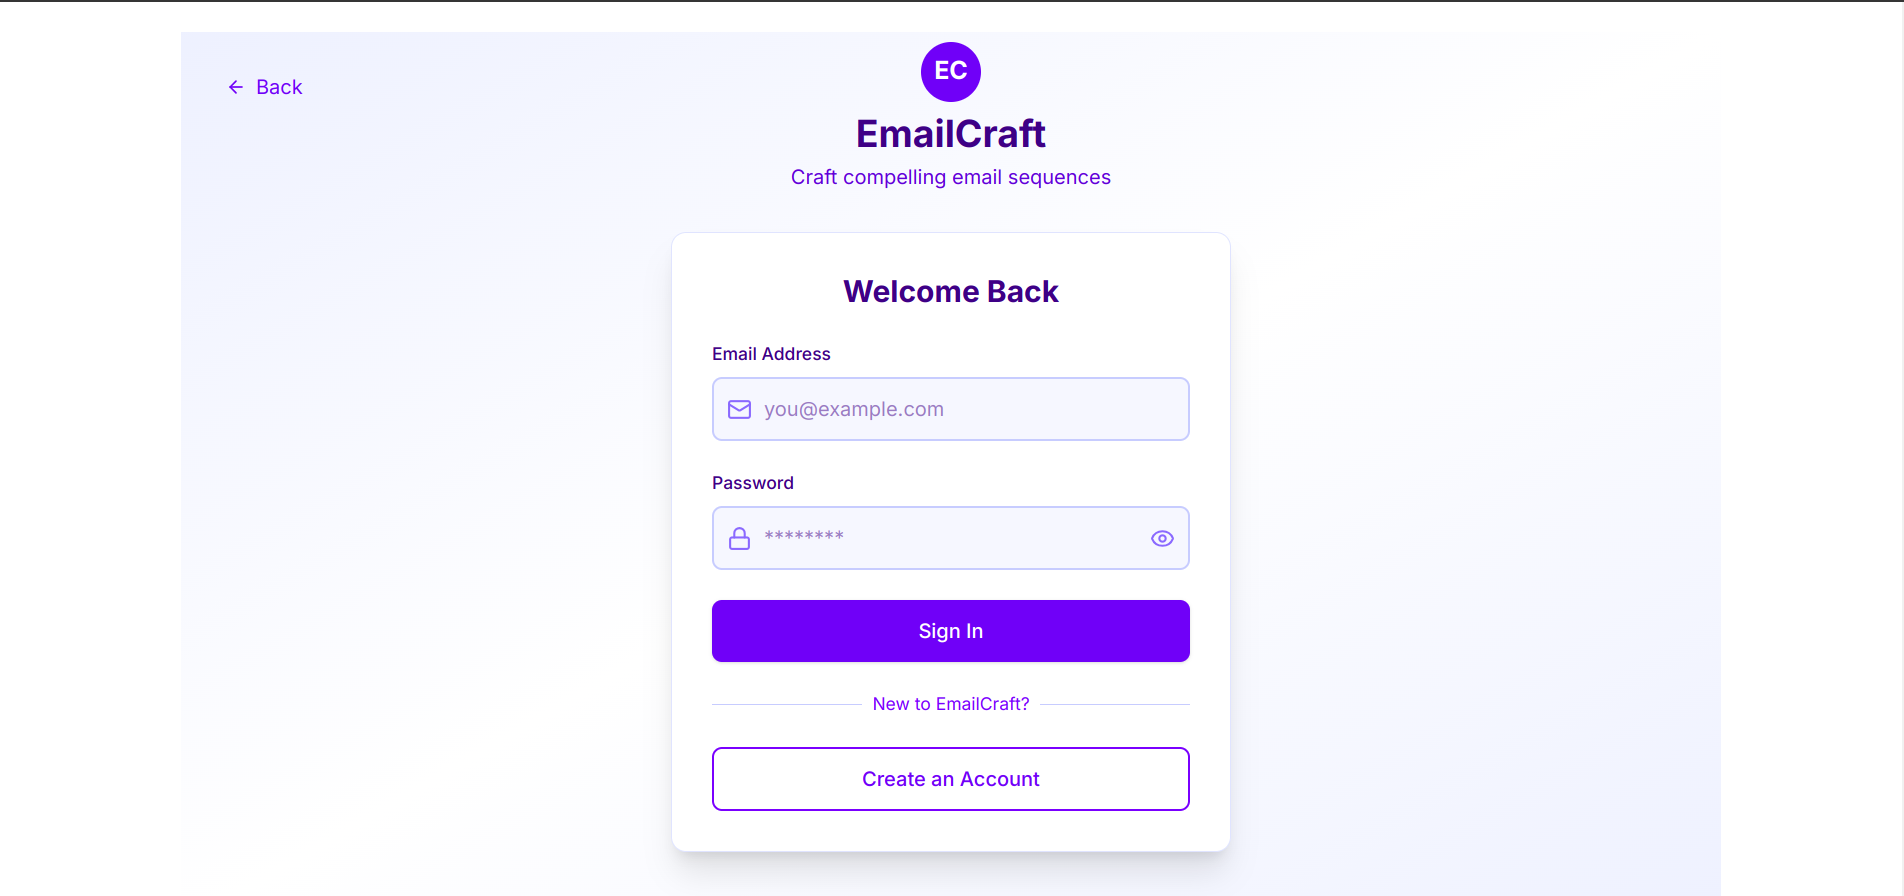 EC
Back
EmailCraft
Craft compelling email sequences
Welcome Back
Email Address
you@example.com
Password
********
Sign In
New to EmailCraft?
Create an Account